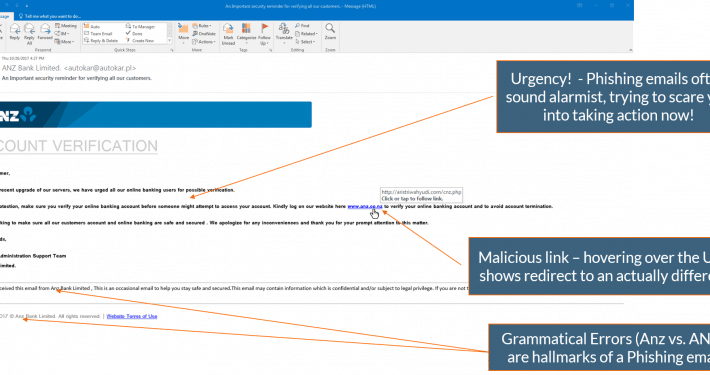 An Important security reminder for verifying all our customers. - Message (HTML)
ssage Tell me what you want to do...
Reply Reply All Forward Meeting IM More
Auto To Manager
Team Email Done
Reply & Delete Create New
Move Rules OneNote Actions
Mark Unread Categorize Follow Up
Translate Find Related Select
Zoom
Respond Quick Steps Move Tags Editing Zoom
Thu 4:37 PM
ANZ Bank Limited. <autokar@autokar.pl>
An Important security reminder for verifying all our customers.
NZ
COUNT VERIFICATION
mer,
recent upgrade of our servers, we have urged all our online banking users for possible verification.
http://anstriwahyudi.com/cnz.php
Click or tap to follow link.
otection, make sure you verify your online banking account before someone might attempt to access your account. Kindly log on our website here www.anz.co.nz to verify your online banking account and to avoid account termination.
king to make sure all our customers account and online banking are safe and secured . We apologize for any inconveniences and thank you for your prompt attention to this matter.
ds,
dministration Support Team
imited.
ceived this email from Anz Bank Limited , This is an occasional email to help you stay safe and secured.This email may contain information which is confidential and/or subject to legal privilege. If you are not t
017 © Anz Bank Limited. All rights reserved. | Website Terms of Use
Urgency! - Phishing emails oft
sound alarmist, trying to scare y
into taking action now!
Malicious link – hovering over the U
shows redirect to an actually differe
Grammatical Errors (Anz vs. AN
are hallmarks of a Phishing ema